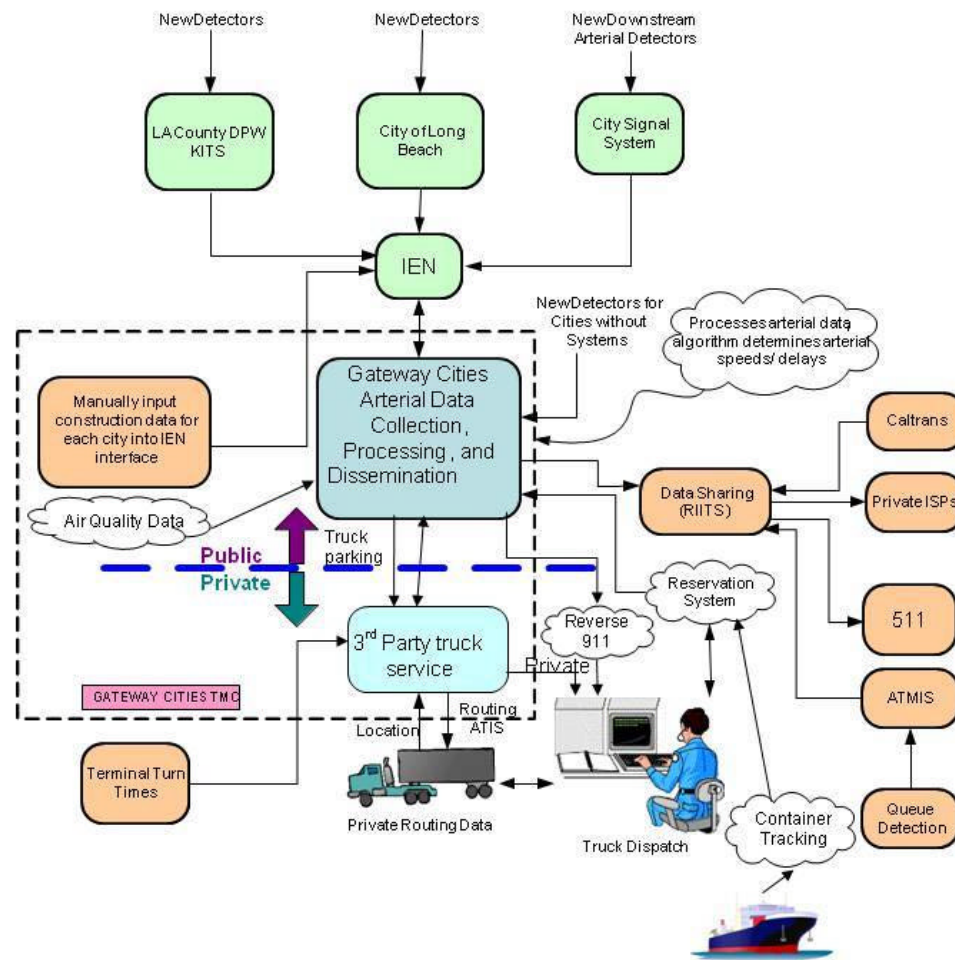 NewDetectors
NewDetectors
NewDownstream
Arterial Detectors
LA County DPW
KITS
City of Long
Beach
City Signal
System
IEN
NewDetectors for
Cities without
Systems
Processes arterial data,
algorithm determines arterial
speeds/ delays
Manually input
construction data for
each city into IEN
interface
Gateway Cities
Arterial Data
Collection,
Processing, and
Dissemination
Caltrans
Data Sharing
(RIITS)
Private ISPs
Air Quality Data
Public
Private
Truck
parking
Reservation
System
511
3rd Party truck
service
Reverse
911
Private
GATEWAY CITIES TMC
ATMIS
Location
Routing
ATIS
Terminal Turn
Times
Private Routing Data
Truck Dispatch
Container
Tracking
Queue
Detection